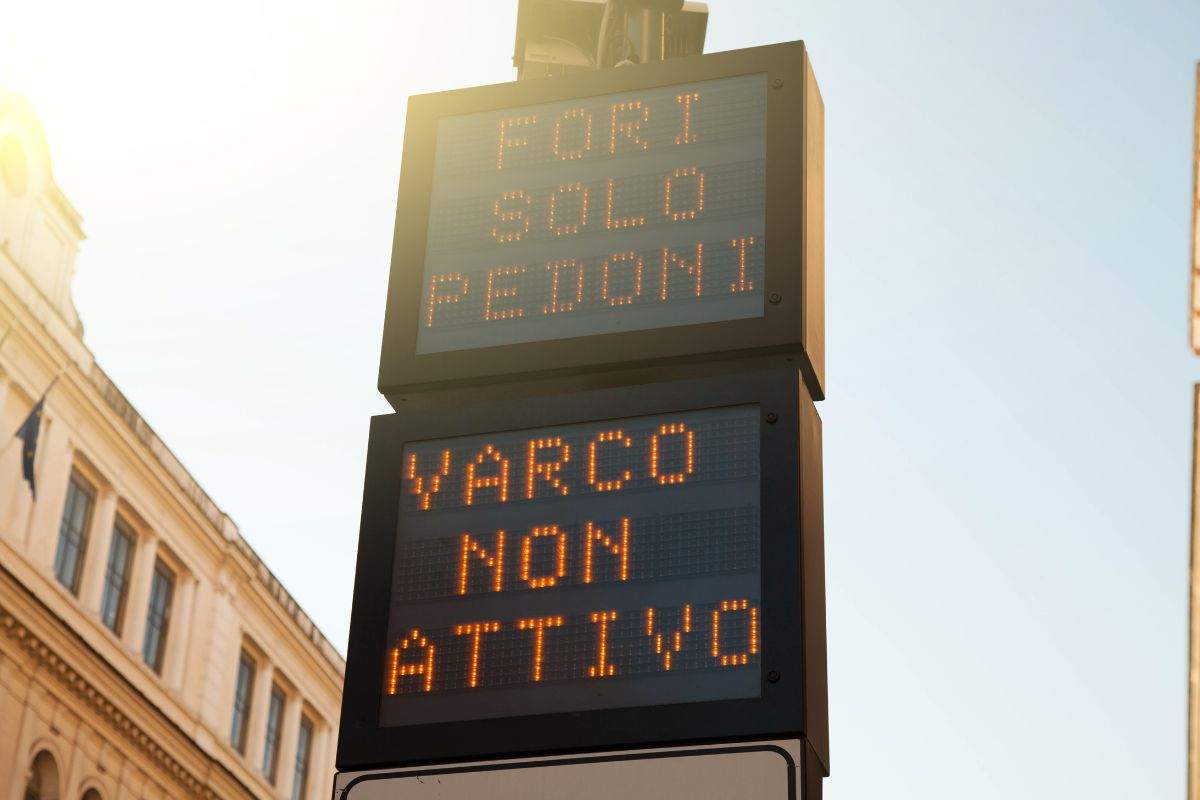 FORI
SOLO
PEDONI
VARCO
NON
ATTIVO